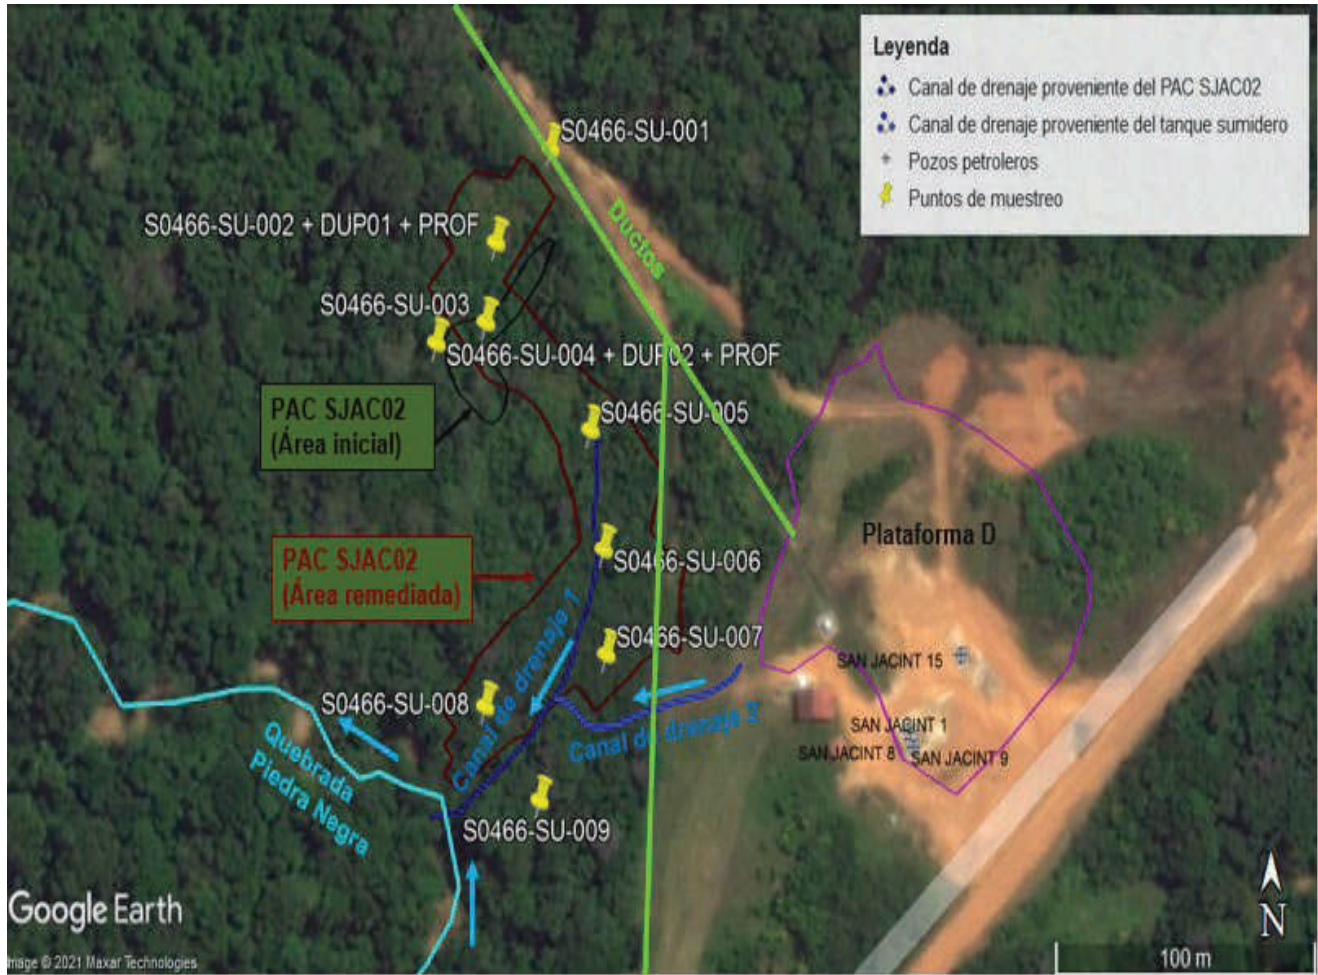 Leyenda
Canal de drenaje proveniente del PAC SJAC02
Canal de drenaje proveniente del tanque sumidero
Pozos petroleros
Puntos de muestreo
S0466-SU-001
Ductos
S0466-SU-002 + DUP01 + PROF
S0466-SU-003
S0466-SU-004 + DUP02 + PROF
PAC SJAC02
(Área inicial)
S0466-SU-005
Plataforma D
PAC SJAC02
(Área remediada)
S0466-SU-006
S0466-SU-007
SAN JACINT 15
S0466-SU-008
Canal de drenaje 1
Canal de drenaje 2
SAN JACINT 1
SAN JACINT 8
SAN JACINT 9
Quebrada
Piedra Negra
S0466-SU-009
Google Earth
N
mage © 2021 Maxar Technologies
100 m